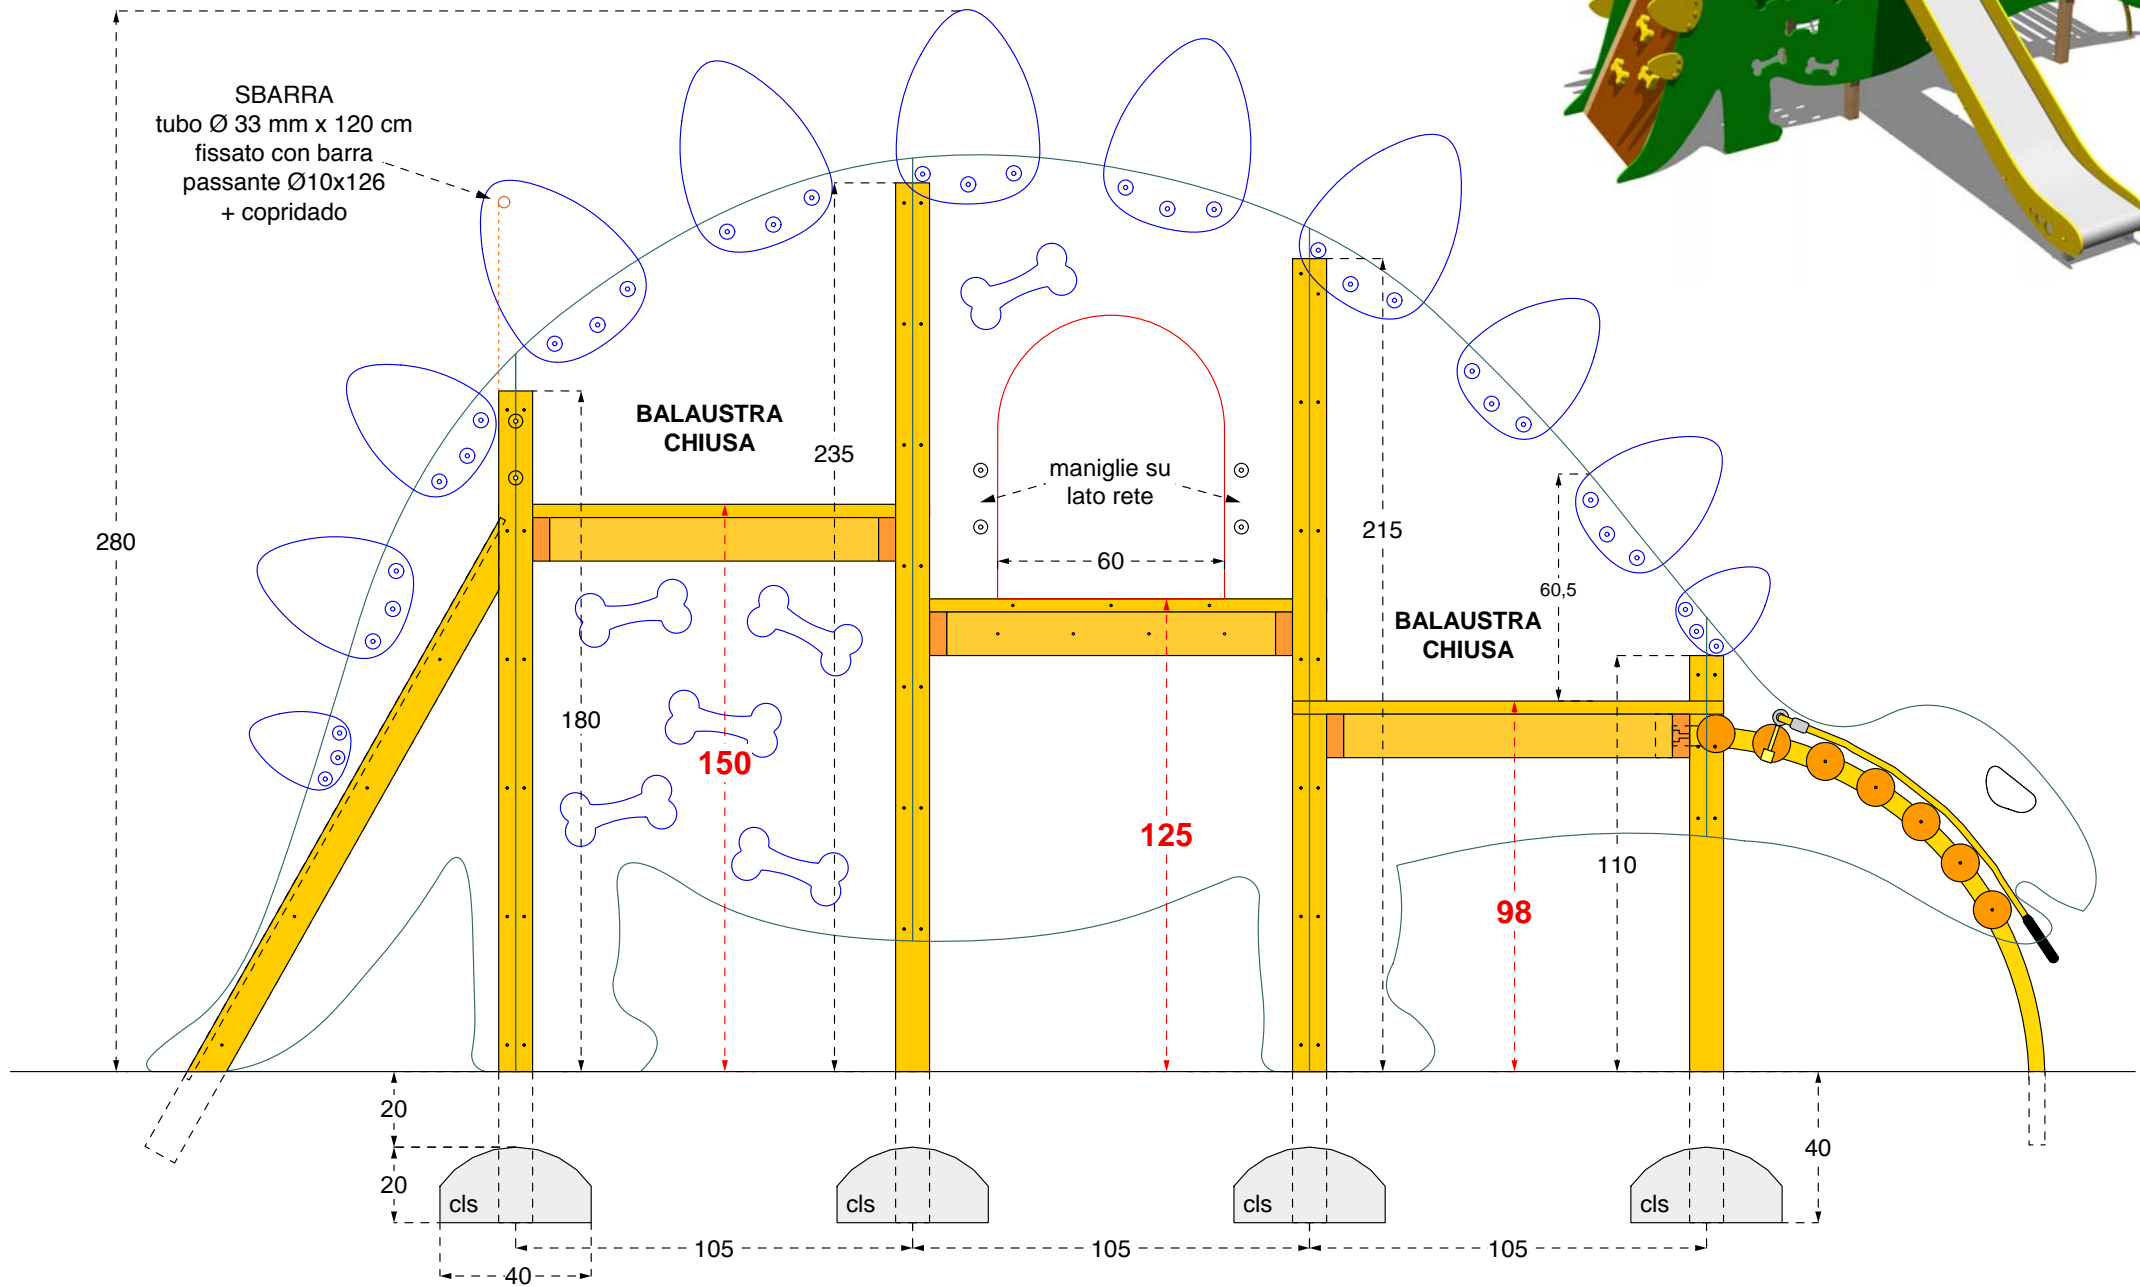 SBARRA
tubo Ø 33 mm x 120 cm
fissato con barra
passante Ø10x126
+ copridado
BALAUSTRA
CHIUSA
235
maniglie su
lato rete
280
215
60
60,5
BALAUSTRA
CHIUSA
180
150
125
110
98
20
40
20
cls
cls
cls
cls
105
105
105
40